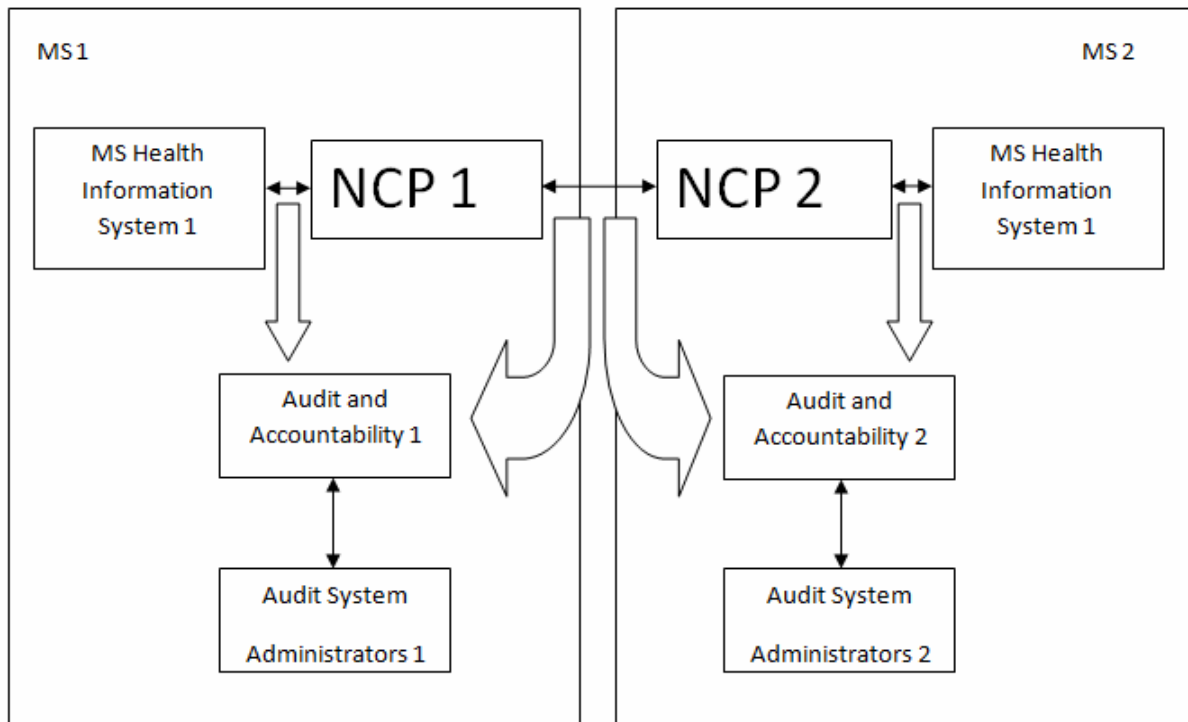 MS 1
MS 2
MS Health
Information
System 1
NCP 1
NCP 2
MS Health
Information
System 1
Audit and
Accountability 1
Audit and
Accountability 2
Audit System
Administrators 1
Audit System
Administrators 2